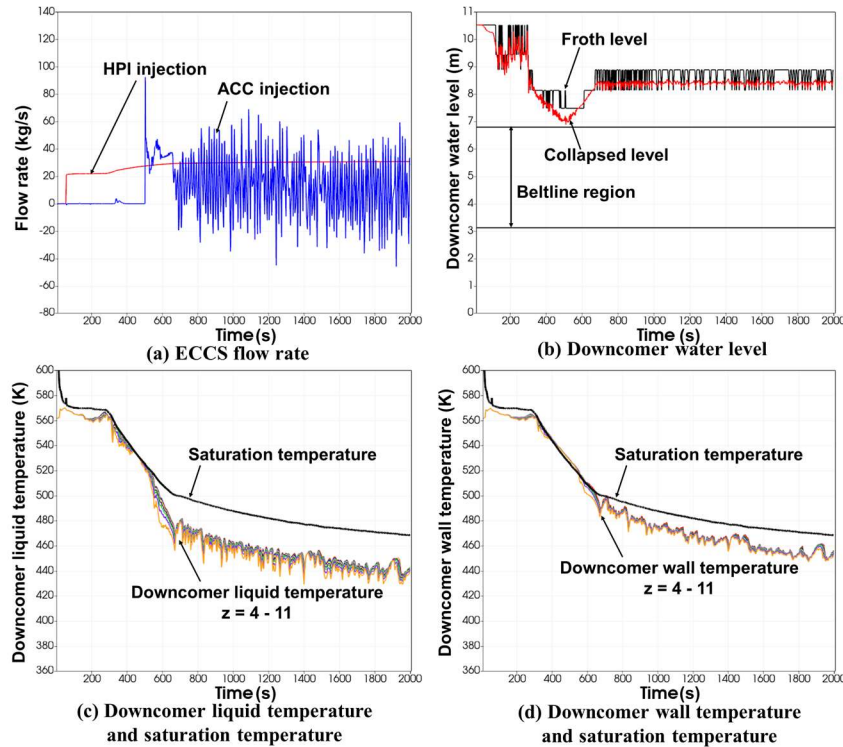 Flow rate (kg/s)
140
120
100
80
60
40
20
0
-20
-40
-60
-80
HPI injection
ACC injection
200 400 600 800 1000 1200 1400 1600 1800 2000
Time(s)
(a) ECCS flow rate
Downcomer water level (m)
11
10
9
8
7
6
5
4
3
2
1
0
Froth level
Collapsed level
Beltline region
200 400 600 800 1000 1200 1400 1600 1800 2000
Time(s)
(b) Downcomer water level
Downcomer liquid temperature (K)
600
580
560
540
520
500
480
460
440
420
400
380
360
Saturation temperature
Downcomer liquid temperature
z = 4 - 11
200 400 600 800 1000 1200 1400 1600 1800 2000
Time(s)
(c) Downcomer liquid temperature
and saturation temperature
Downcomer wall temperature (K)
600
580
560
540
520
500
480
460
440
420
400
380
360
Saturation temperature
Downcomer wall temperature
z = 4 - 11
200 400 600 800 1000 1200 1400 1600 1800 2000
Time(s)
(d) Downcomer wall temperature
and saturation temperature